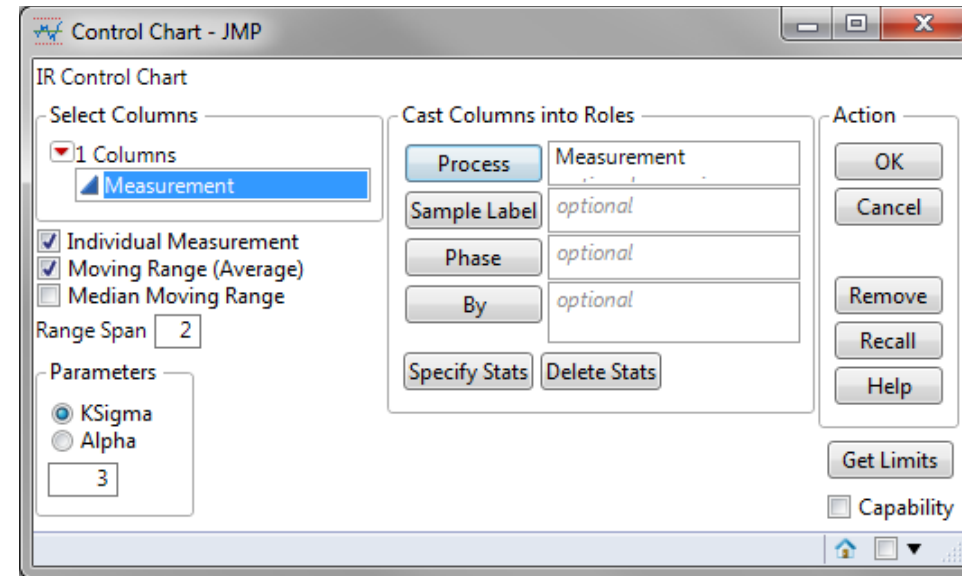 Control Chart - JMP
IR Control Chart
Select Columns
1 Columns
Measurement
Individual Measurement
Moving Range (Average)
Median Moving Range
Range Span 2
Parameters
KSigma
Alpha
3
Cast Columns into Roles
Process Measurement
Sample Label optional
Phase optional
By optional
Specify Stats Delete Stats
Action
OK
Cancel
Remove
Recall
Help
Get Limits
Capability